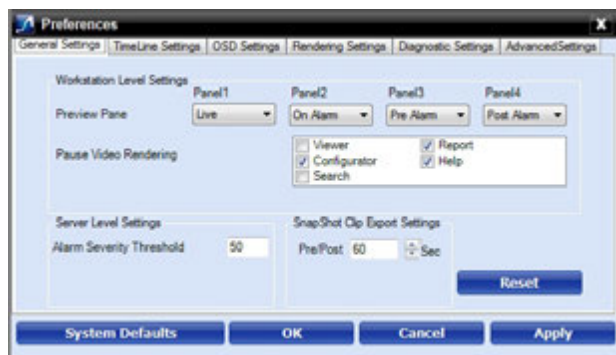 Preferences X
General Settings TimeLine Settings OSD Settings Rendering Settings Diagnostic Settings AdvancedSettings
Workstation Level Settings
Panel1 Panel2 Panel3 Panel4
Preview Pane Live On Alarm Pre Alarm Post Alarm
Pause Video Rendering
Viewer Report
Configurator Help
Search
Server Level Settings
Alarm Severity Threshold 50
SnapShot Clip Export Settings
Pre/Post 60 Sec
Reset
System Defaults OK Cancel Apply